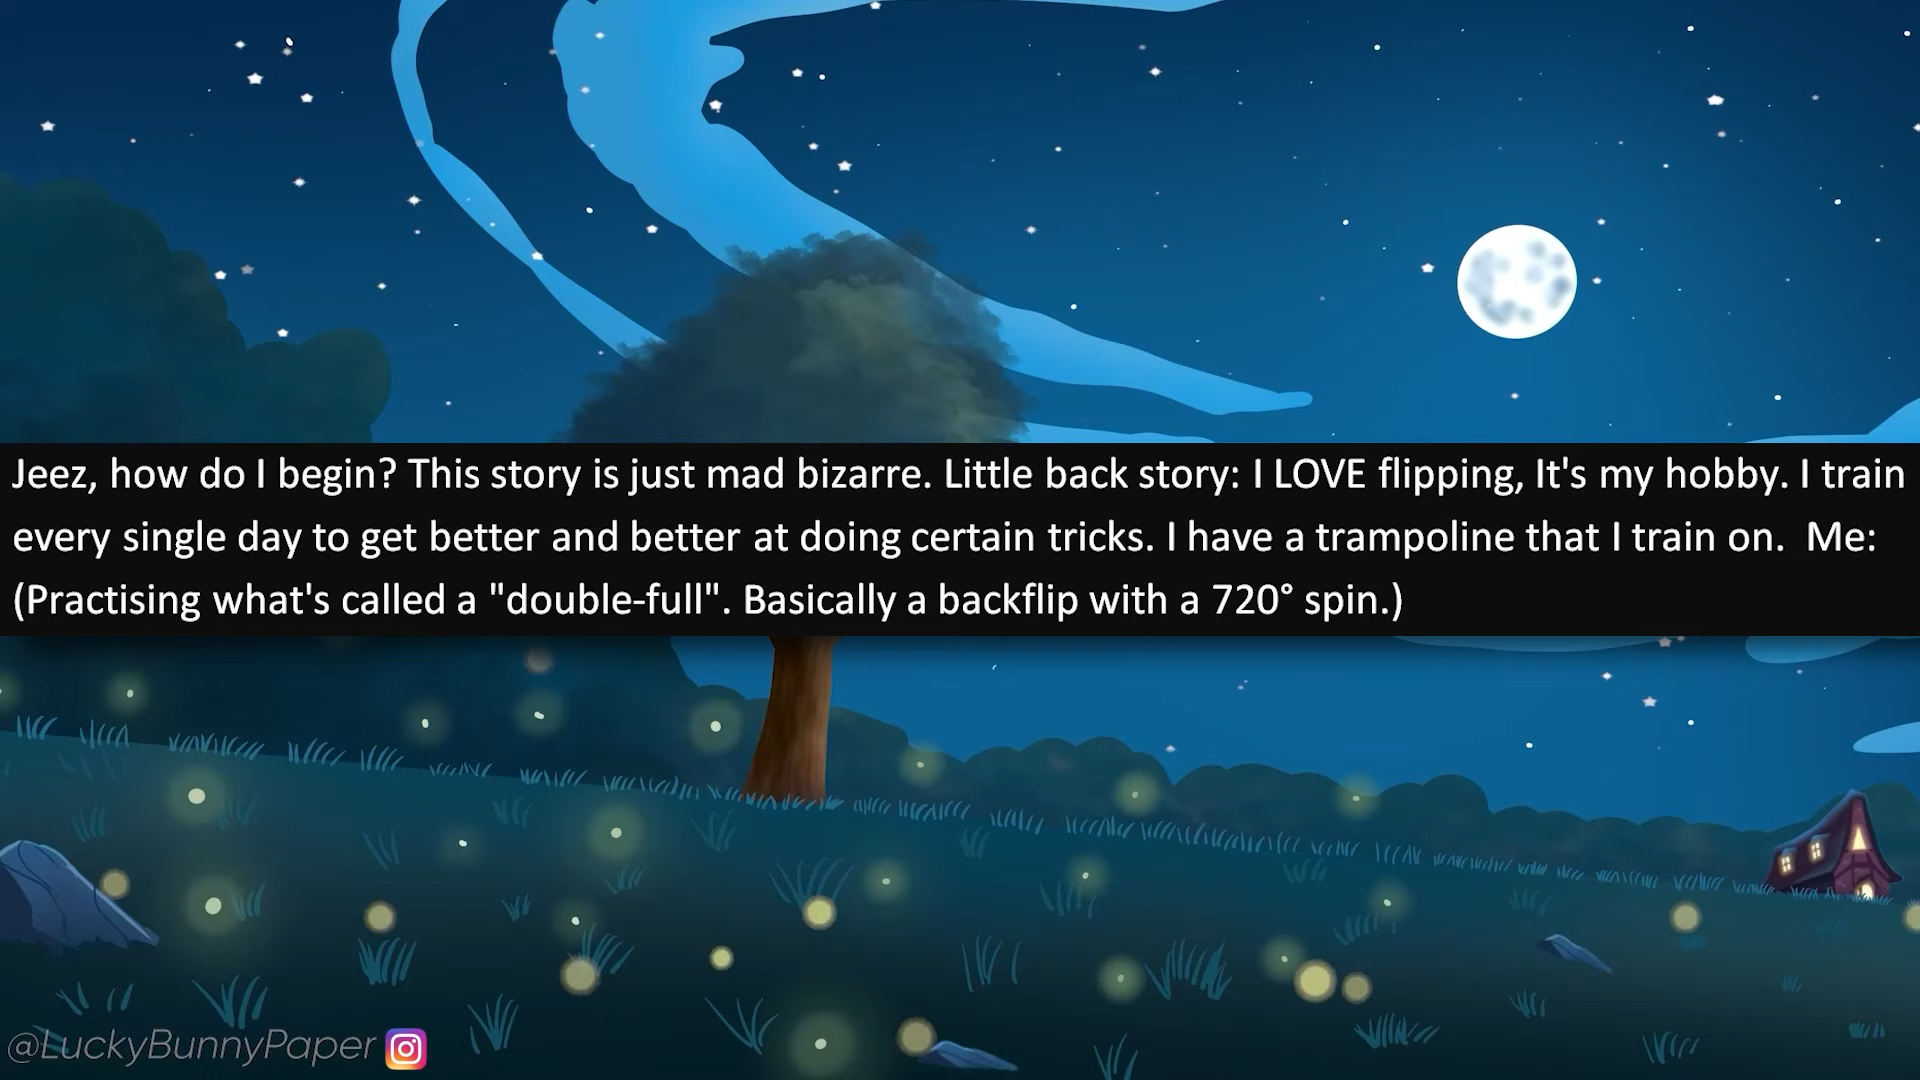 Jeez, how do I begin? This story is just mad bizarre. Little back story: I LOVE flipping, It's my hobby. I train
every single day to get better and better at doing certain tricks. I have a trampoline that I train on.  Me:
(Practising what's called a "double-full". Basically a backflip with a 720° spin.)
@LuckyBunnyPaper